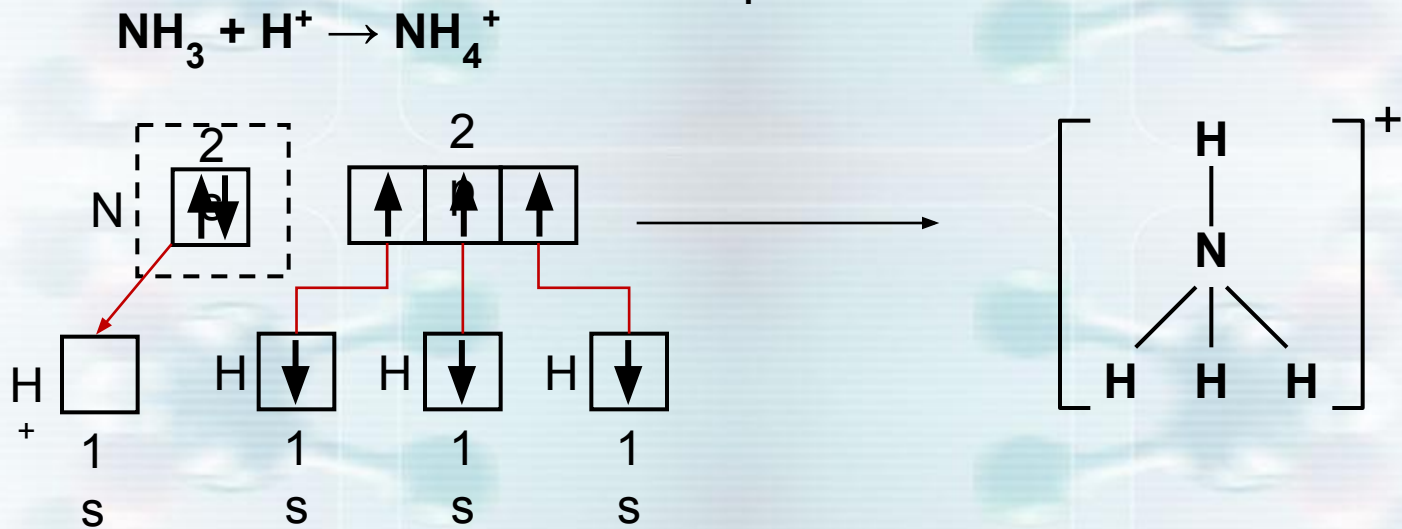 NH₃ + H⁺ → NH₄⁺
2 2
s p
N
H H H H
+
1 1 1 1
s s s s
[ ]+
H
N
H H H